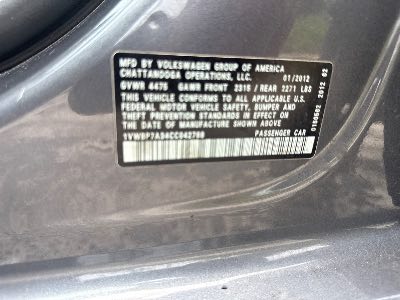 MFD BY VOLKSWAGEN GROUP OF AMERICA
CHATTANOOGA OPERATIONS, LLC. 01/2012
GVWR 4475 GAWR FRONT 2315 / REAR 2271 LBS
THIS VEHICLE CONFORMS TO ALL APPLICABLE U.S.
FEDERAL MOTOR VEHICLE SAFETY, BUMPER AND
THEFT PREVENTION STANDARDS IN EFFECT ON
THE DATE OF MANUFACTURE SHOWN ABOVE
PASSENGER CAR
2012 02